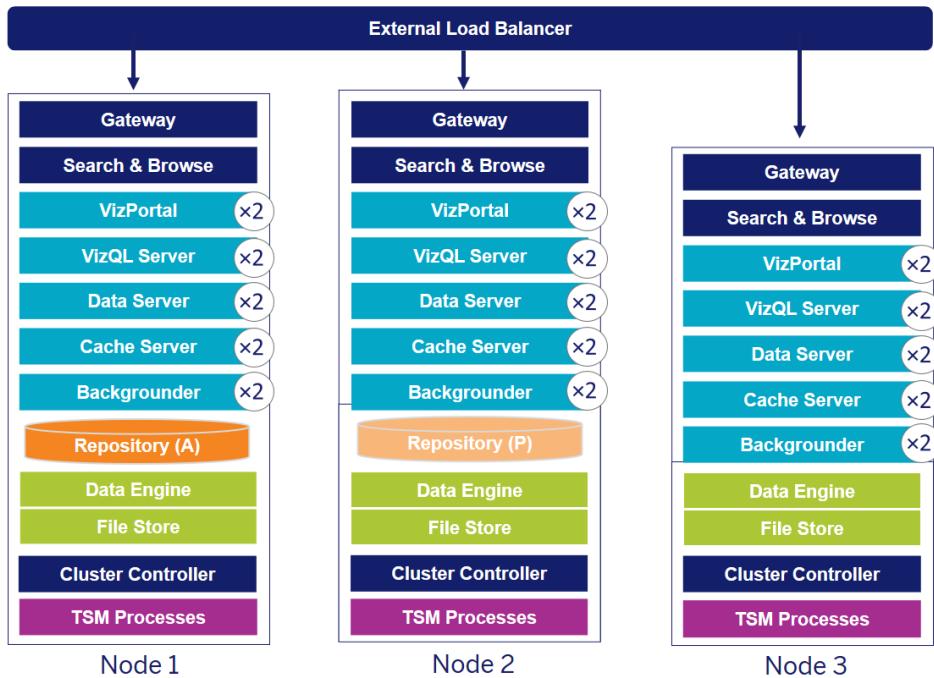 External Load Balancer
Gateway
Search & Browse
VizPortal
×2
VizQL Server
×2
Data Server
×2
Cache Server
×2
Backgrounder
×2
Repository (A)
Data Engine
File Store
Cluster Controller
TSM Processes
Node 1
Gateway
Search & Browse
VizPortal
×2
VizQL Server
×2
Data Server
×2
Cache Server
×2
Backgrounder
×2
Repository (P)
Data Engine
File Store
Cluster Controller
TSM Processes
Node 2
Gateway
Search & Browse
VizPortal
×2
VizQL Server
×2
Data Server
×2
Cache Server
×2
Backgrounder
×2
Data Engine
File Store
Cluster Controller
TSM Processes
Node 3